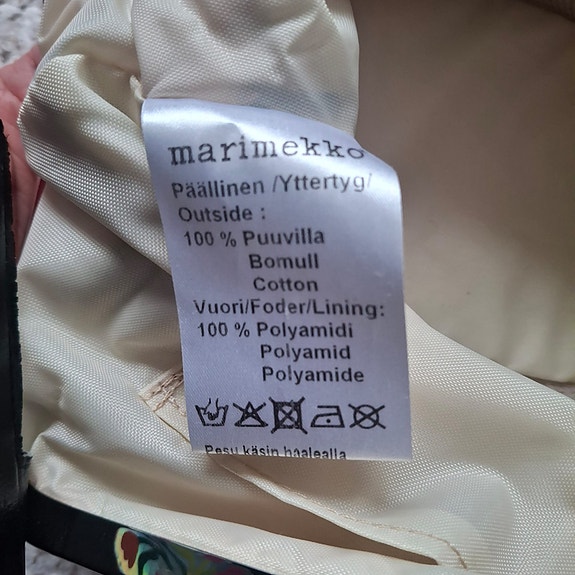 marimekko
Päällinen /Yttertyg/
Outside :
100 % Puuvilla
Bomull
Cotton
Vuori/Foder/Lining:
100 % Polyamidi
Polyamid
Polyamide
Pesu käsin haalealla